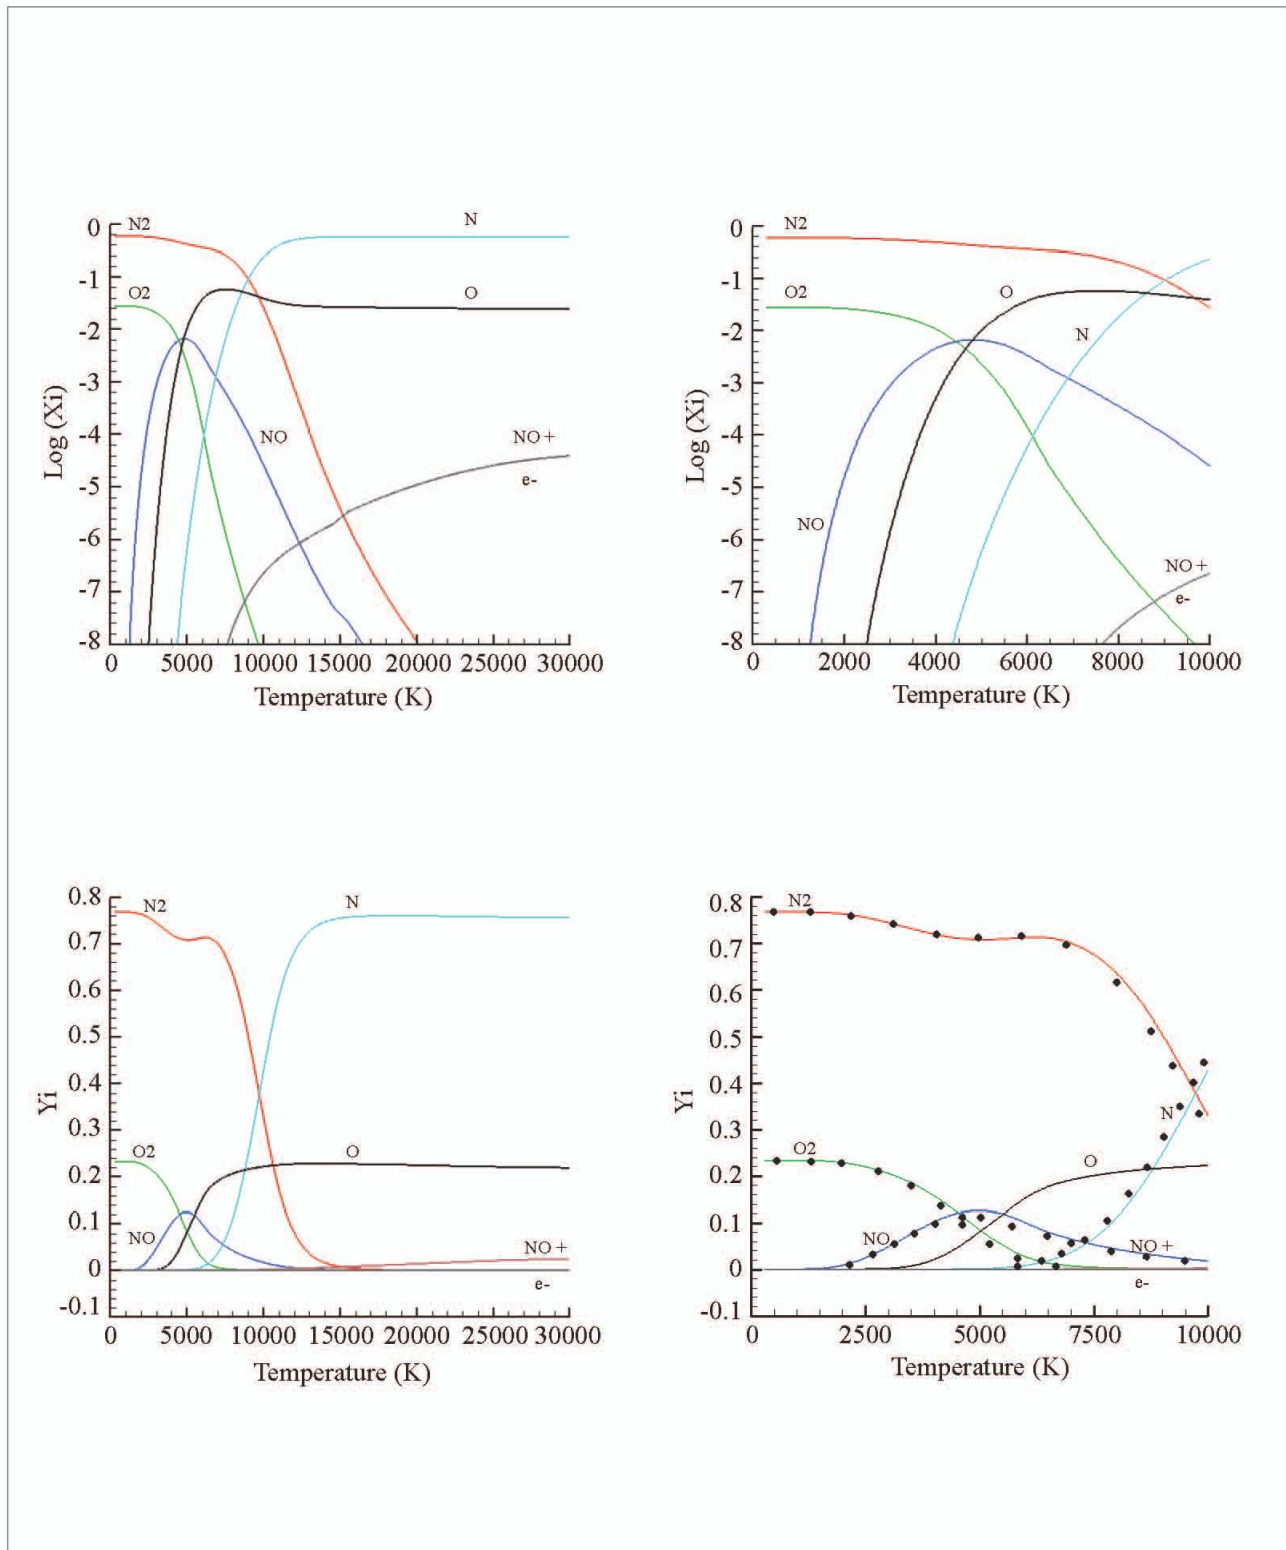 0
-1
-2
-3
-4
-5
-6
-7
-8
Log (Xi)
N2
N
O2
O
NO
NO +
e-
0 5000 10000 15000 20000 25000 30000
Temperature (K)
0
-1
-2
-3
-4
-5
-6
-7
-8
Log (Xi)
N2
O2
O
N
NO
NO +
e-
0 2000 4000 6000 8000 10000
Temperature (K)
0.8
0.7
0.6
0.5
0.4
0.3
0.2
0.1
0
-0.1
Yi
N2
N
O2
O
NO
NO +
e-
0 5000 10000 15000 20000 25000 30000
Temperature (K)
0.8
0.7
0.6
0.5
0.4
0.3
0.2
0.1
0
-0.1
Yi
N2
N
O2
O
NO
NO +
e-
0 2500 5000 7500 10000
Temperature (K)